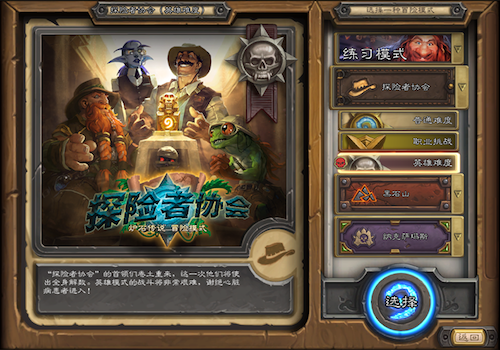 选择一种冒险模式
练习模式
探险者协会
普通难度
职业挑战
英雄难度
黑石山
纳克萨玛斯
探险者协会
炉石传说 冒险模式
“探险者协会”的首领们卷土重来，这一次他们将使
出全身解数。英雄模式的战斗将非常艰难，谢绝心脏
病患者进入！
选择
返回